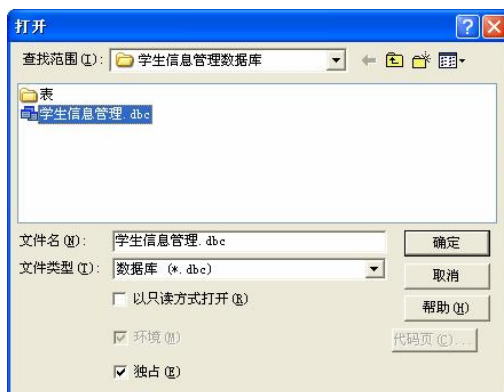 打开
查找范围(I): 学生信息管理数据库
表
学生信息管理.dbc
文件名(N): 学生信息管理.dbc 确定
文件类型(T): 数据库 (*.dbc) 取消
以只读方式打开(R) 帮助(H)
环境(M) 代码页(C)...
独占(E)